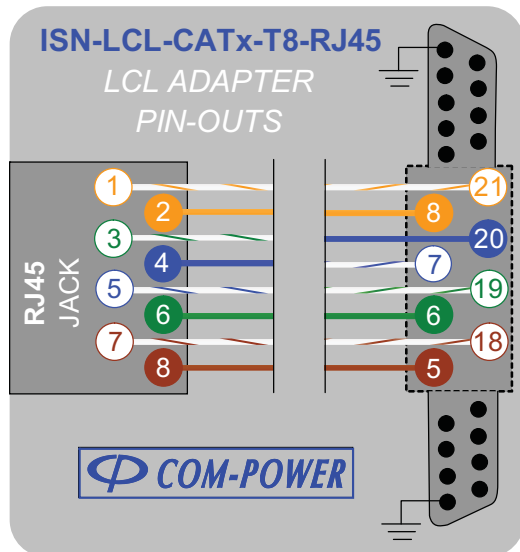 ISN-LCL-CATx-T8-RJ45
LCL ADAPTER
PIN-OUTS
RJ45
JACK
1
21
2
8
3
20
4
7
5
19
6
6
7
18
8
5
COM-POWER